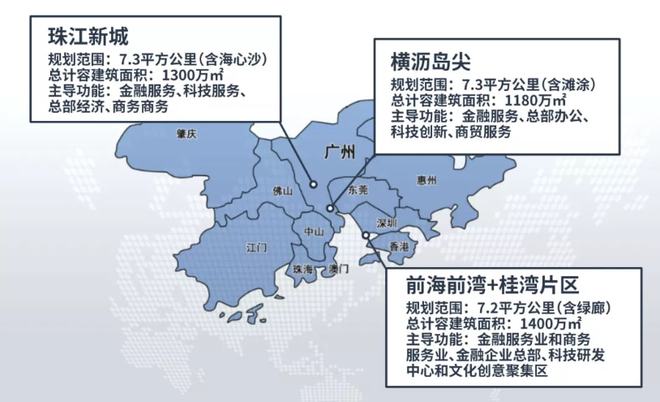 珠江新城
规划范围：7.3平方公里（含海心沙）
总计容建筑面积：1300万㎡
主导功能：金融服务、科技服务、
总部经济、商务商务
横沥岛尖
规划范围：7.3平方公里（含滩涂）
总计容建筑面积：1180万㎡
主导功能：金融服务、总部办公、
科技创新、商贸服务
肇庆
广州
佛山
东莞
惠州
江门
中山
深圳
香港
珠海
澳门
前海前湾+桂湾片区
规划范围：7.2平方公里（含绿廊）
总计容建筑面积：1400万㎡
主导功能：金融服务业和商务
服务业、金融企业总部、科技研发
中心和文化创意聚集区